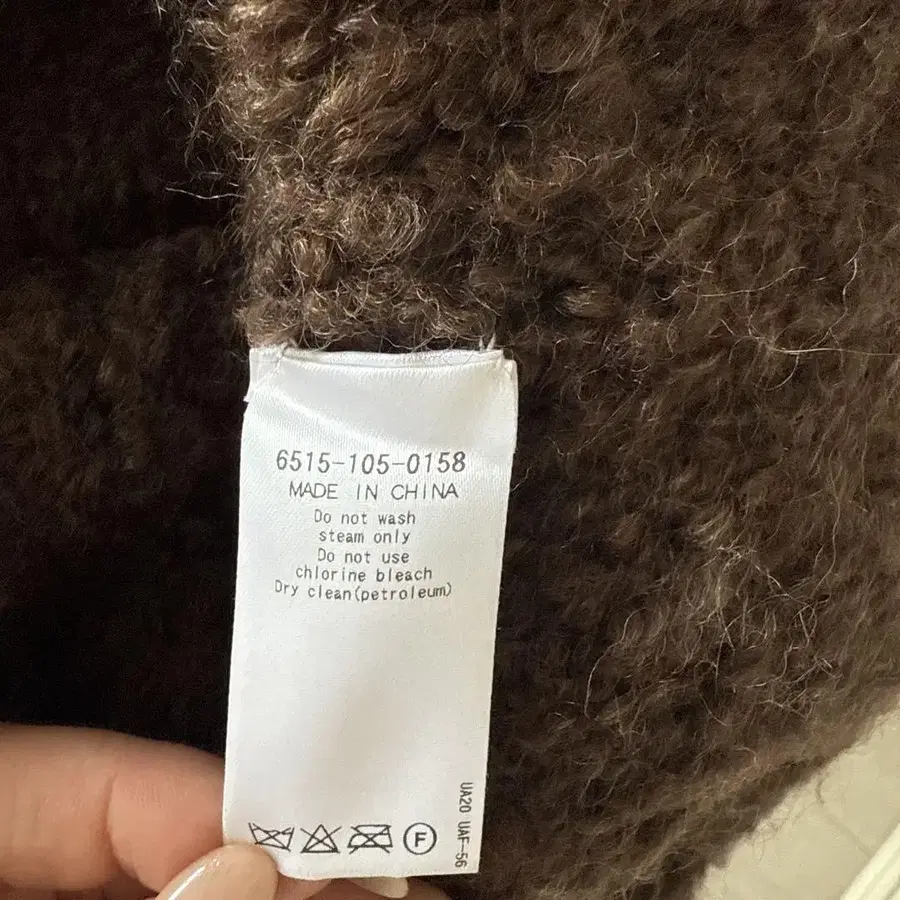 6515-105-0158
MADE IN CHINA
Do not wash
steam only
Do not use
chlorine bleach
Dry clean(petroleum)
UA20 UAF-56
F